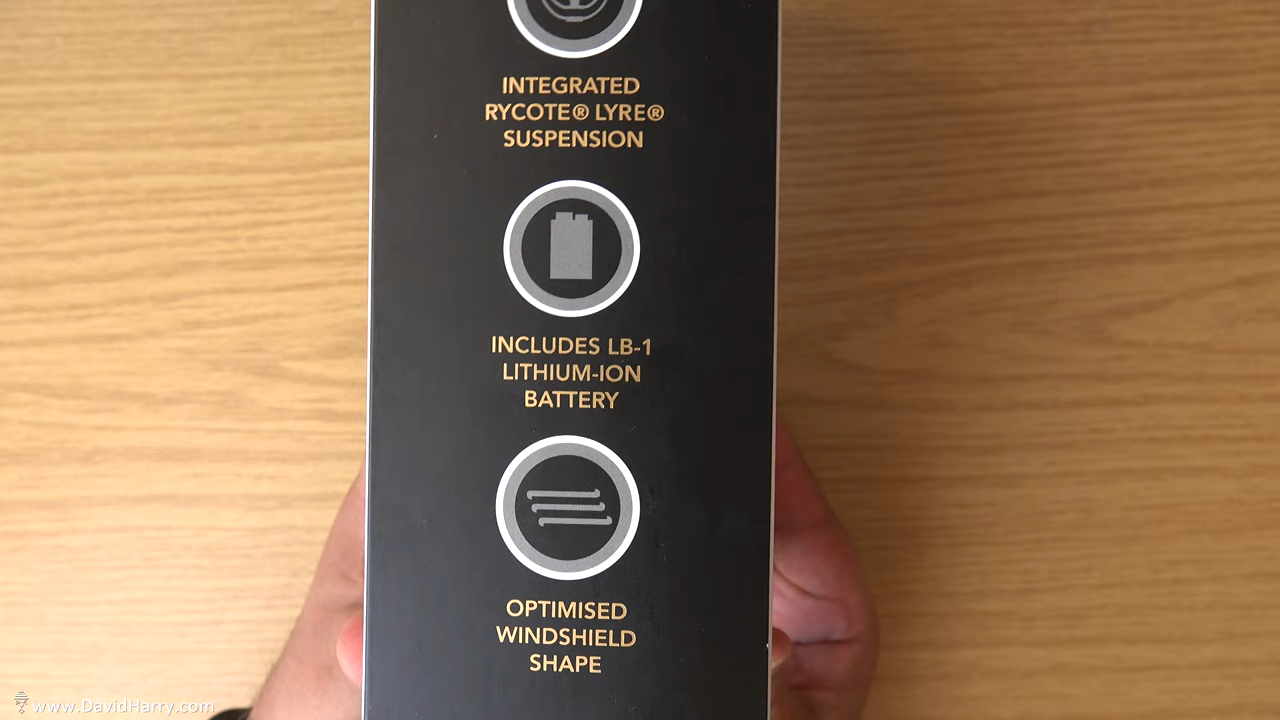 INTEGRATED
RYCOTE® LYRE®
SUSPENSION
INCLUDES LB-1
LITHIUM-ION
BATTERY
OPTIMISED
WINDSHIELD
SHAPE
www.DavidHarry.com